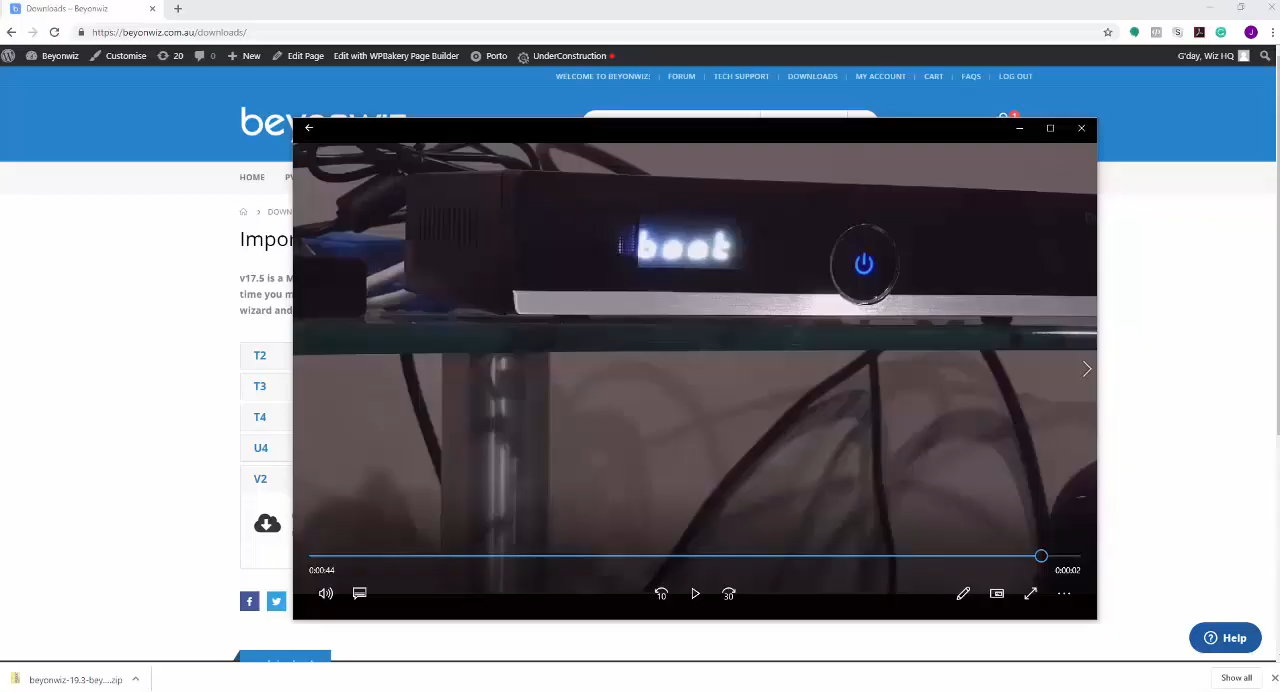 Downloads – Beyonwiz
https://beyonwiz.com.au/downloads/
Beyonwiz
Customise
20
0
New
Edit Page
Edit with WPBakery Page Builder
Porto
UnderConstruction
G'day, Wiz HQ
WELCOME TO BEYONWIZ! | FORUM | TECH SUPPORT | DOWNLOADS | MY ACCOUNT | CART | FAQS | LOG OUT
HOME
boot
v17.5 is a
time you
wizard and
T2
T3
T4
U4
V2
0:00:44
0:00:02
10
30
Help
beyonwiz-19.3-bey....zip
Show all